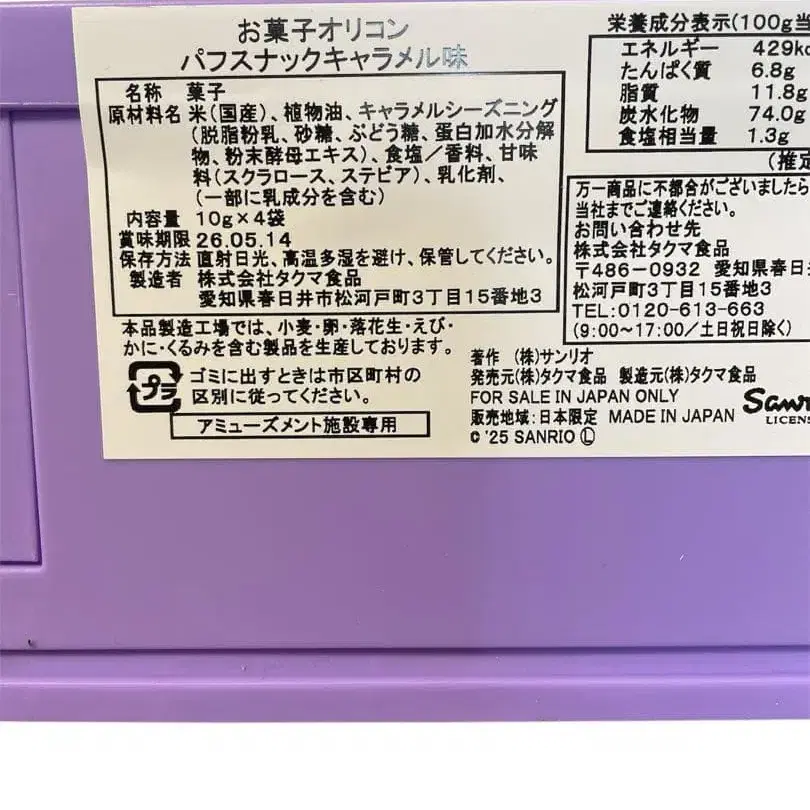 お菓子オリコン
パフスナックキャラメル味
名称 菓子
原材料名 米(国産)、植物油、キャラメルシーズニング
(脱脂粉乳、砂糖、ぶどう糖、蛋白加水分解
物、粉末酵母エキス)、食塩/香料、甘味
料(スクラロース、ステビア)、乳化剤、
(一部に乳成分を含む)
内容量 10g×4袋
賞味期限 26.05.14
保存方法 直射日光、高温多湿を避け、保管してください。
製造者 株式会社タクマ食品
愛知県春日井市松河戸町3丁目15番地3
本品製造工場では、小麦・卵・落花生・えび・
かに・くるみを含む製品を生産しております。
プラ
ゴミに出すときは市区町村の
区別に従ってください。
アミューズメント施設専用
栄養成分表示(100g当
エネルギー 429kc
たんぱく質 6.8g
脂質 11.8g
炭水化物 74.0g
食塩相当量 1.3g
(推定
万一商品に不都合がございましたら
当社までご連絡ください。
お問い合わせ先
株式会社タクマ食品
〒486-0932 愛知県春日井
松河戸町3丁目15番地3
TEL:0120-613-663
(9:00～17:00/土日祝日除く)
著作 (株)サンリオ
発売元(株)タクマ食品 製造元(株)タクマ食品
FOR SALE IN JAPAN ONLY
販売地域:日本限定 MADE IN JAPAN
© '25 SANRIO Ⓛ
Sanr
LICENS